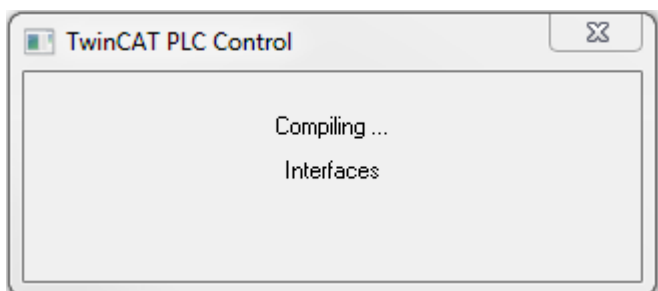 TwinCAT PLC Control
Compiling ...
Interfaces